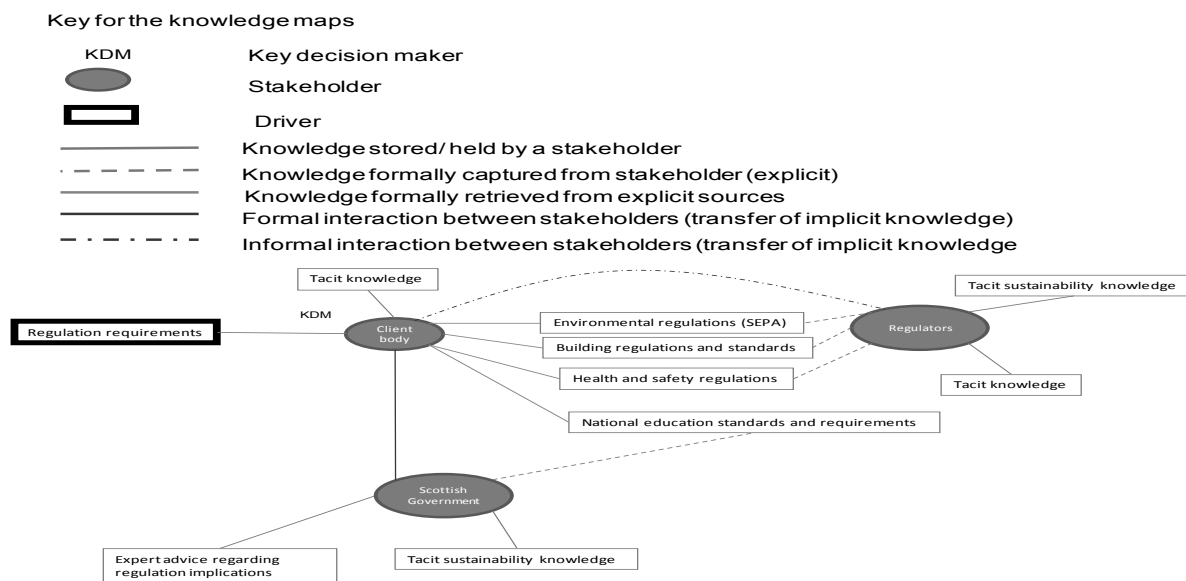 Key for the knowledge maps
KDM
Key decision maker
Stakeholder
Driver
Knowledge stored/ held by a stakeholder
Knowledge formally captured from stakeholder (explicit)
Knowledge formally retrieved from explicit sources
Formal interaction between stakeholders (transfer of implicit knowledge)
Informal interaction between stakeholders (transfer of implicit knowledge
Tacit knowledge
Tacit sustainability knowledge
Regulation requirements
KDM
Client
body
Environmental regulations (SEPA)
Regulators
Building regulations and standards
Health and safety regulations
Tacit knowledge
National education standards and requirements
Scottish
Government
Expert advice regarding
regulation implications
Tacit sustainability knowledge